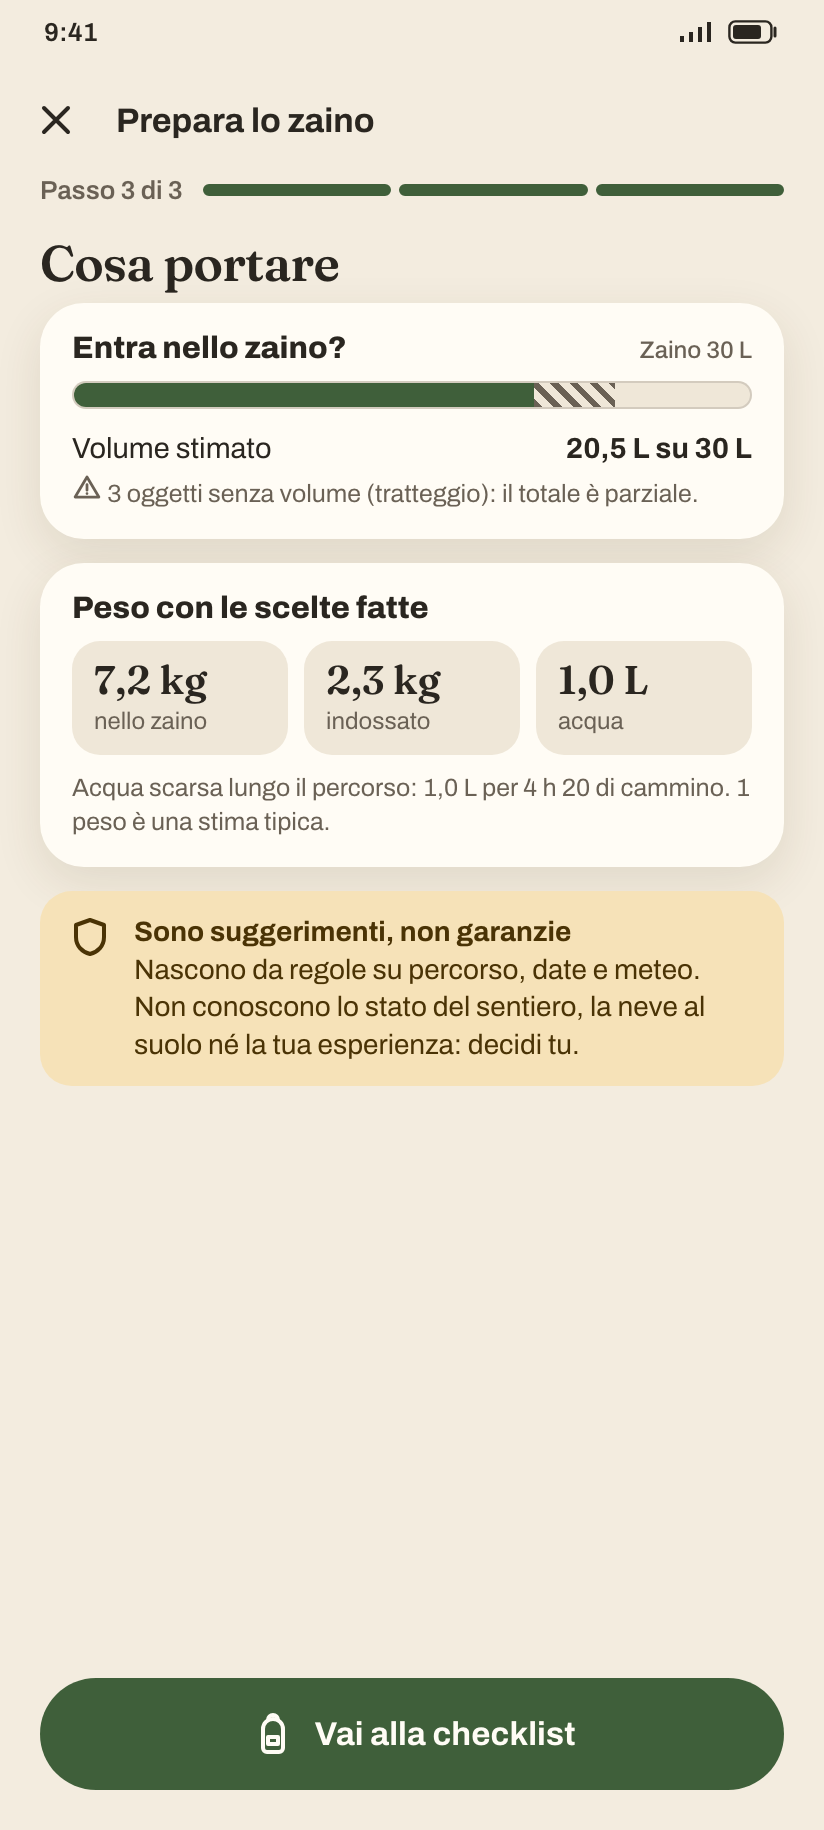 9:41
Prepara lo zaino
Passo 3 di 3
Cosa portare
Entra nello zaino?
Zaino 30 L
Volume stimato
20,5 L su 30 L
3 oggetti senza volume (tratteggio): il totale è parziale.
Peso con le scelte fatte
7,2 kg
nello zaino
2,3 kg
indossato
1,0 L
acqua
Acqua scarsa lungo il percorso: 1,0 L per 4 h 20 di cammino. 1
peso è una stima tipica.
Sono suggerimenti, non garanzie
Nascono da regole su percorso, date e meteo.
Non conoscono lo stato del sentiero, la neve al
suolo né la tua esperienza: decidi tu.
Vai alla checklist